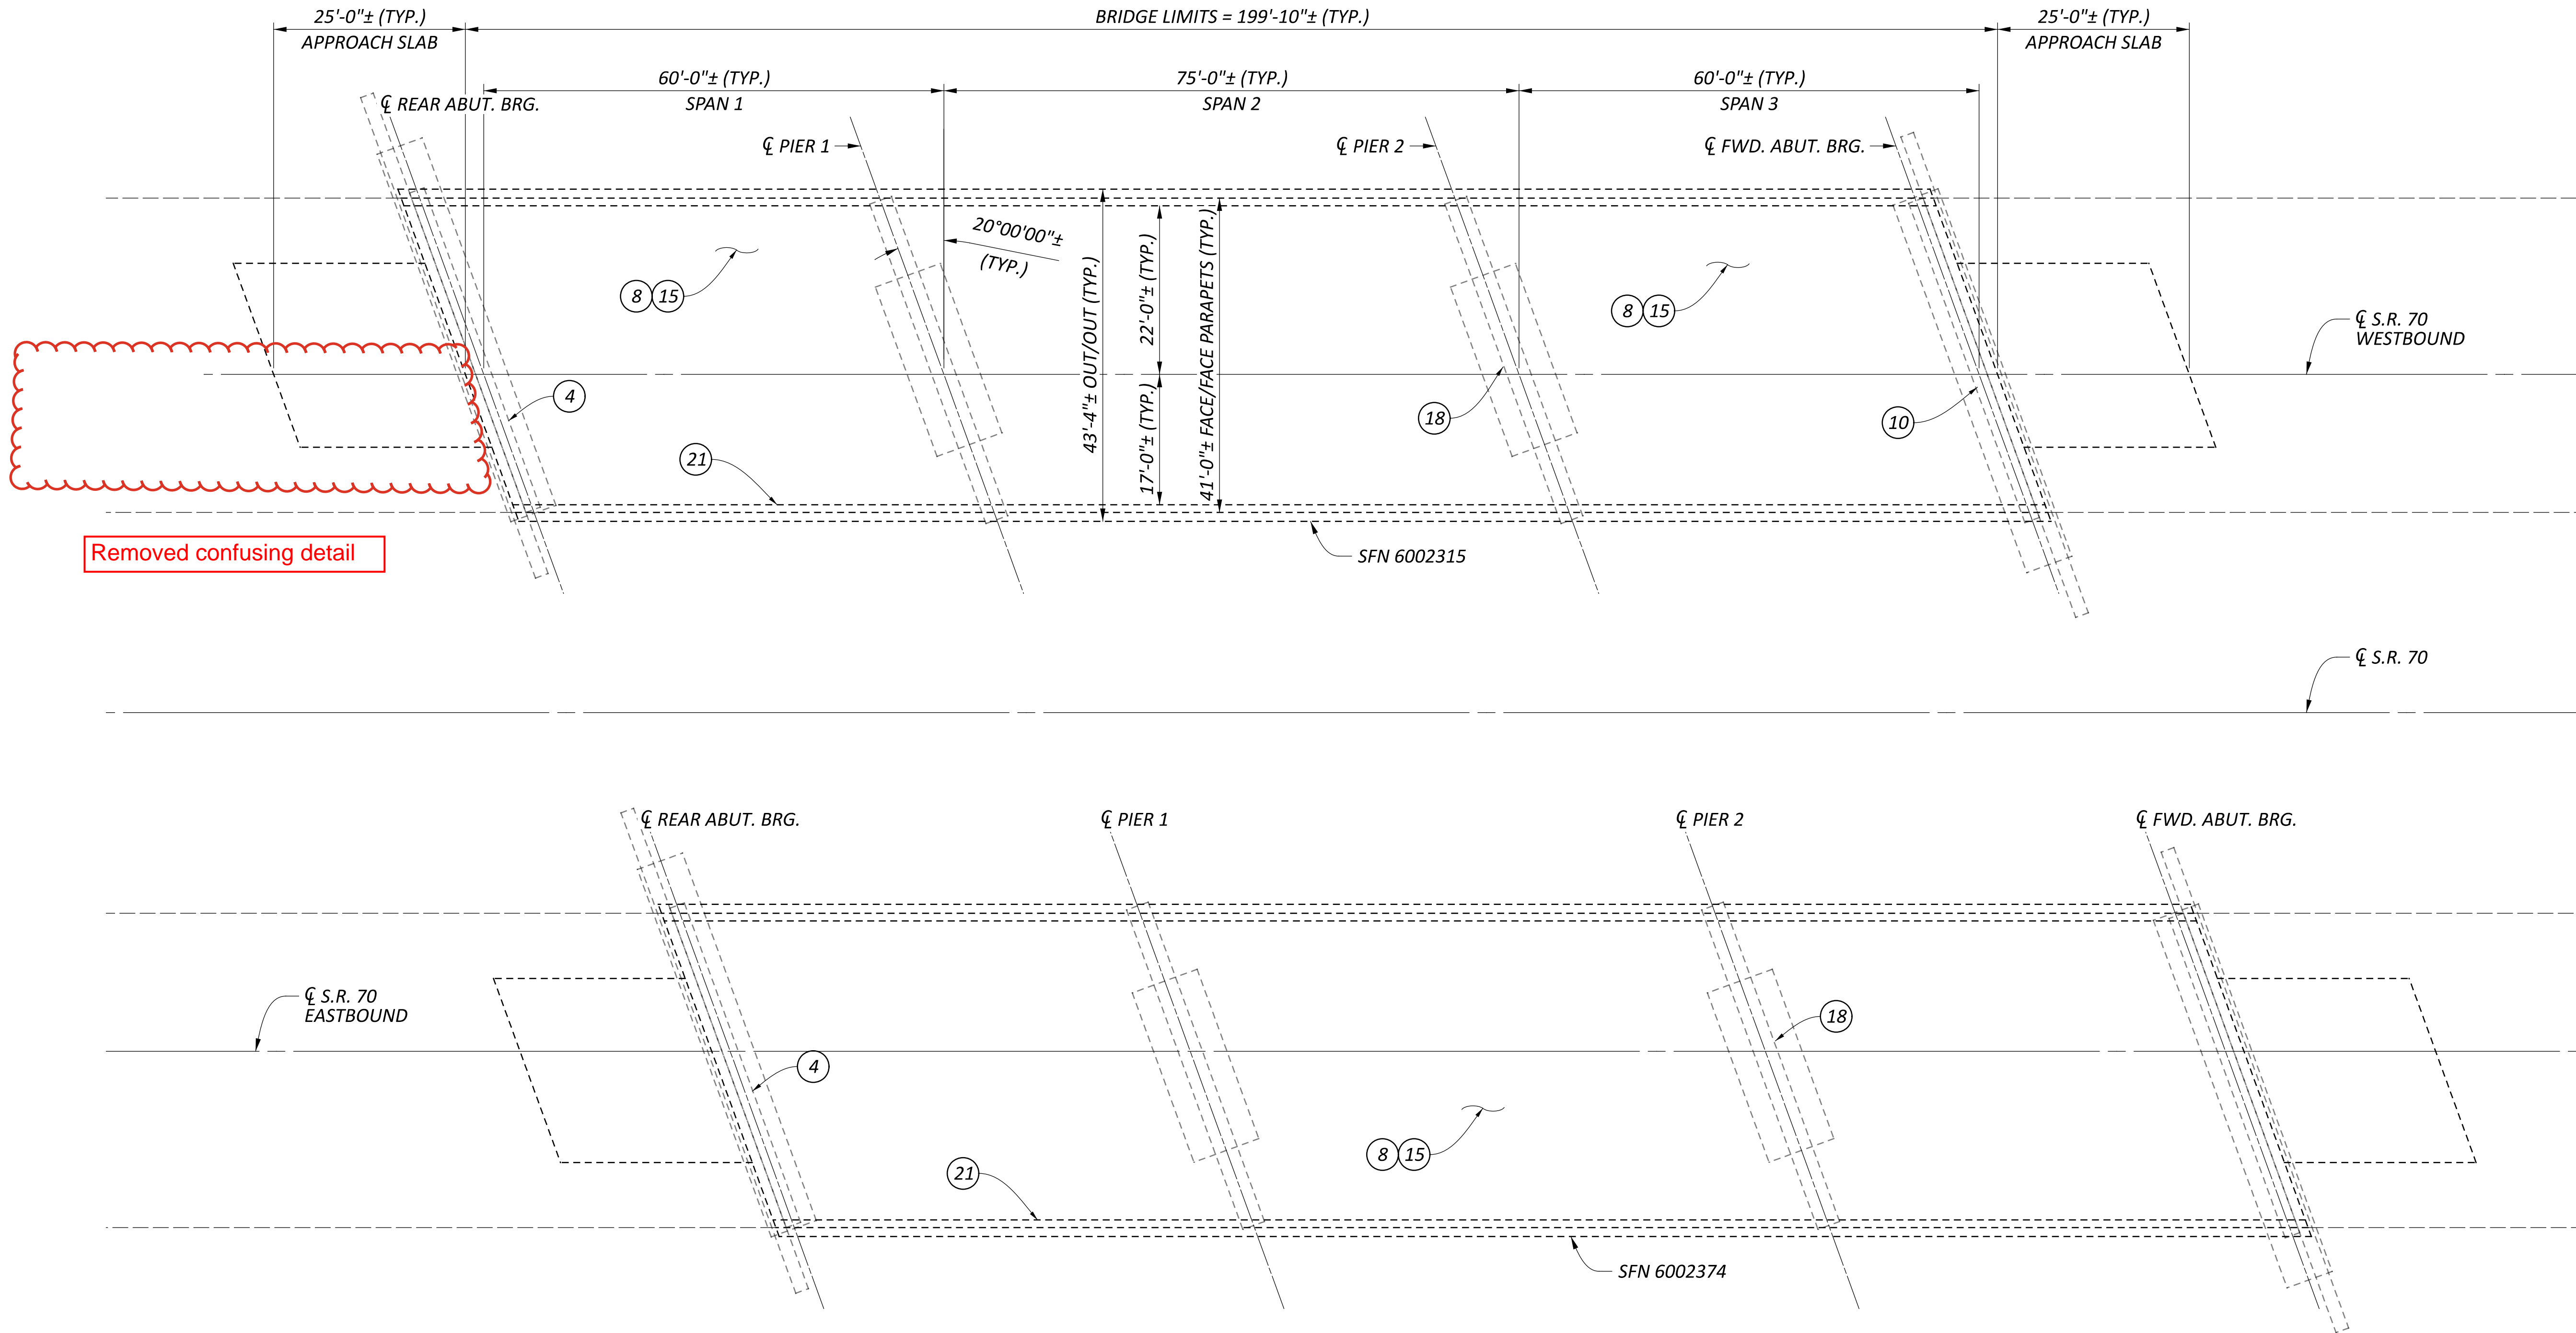 25'-0"± (TYP.)
APPROACH SLAB
BRIDGE LIMITS = 199'-10"± (TYP.)
25'-0"± (TYP.)
APPROACH SLAB
60'-0"± (TYP.)
SPAN 1
75'-0"± (TYP.)
SPAN 2
60'-0"± (TYP.)
SPAN 3
℄ REAR ABUT. BRG.
℄ PIER 1
℄ PIER 2
℄ FWD. ABUT. BRG.
20°00'00"±
(TYP.)
43'-4"± OUT/OUT (TYP.)
22'-0"± (TYP.)
17'-0"± (TYP.)
41'-0"± FACE/FACE PARAPETS (TYP.)
8 15
8 15
℄ S.R. 70
WESTBOUND
4
18
10
21
Removed confusing detail
SFN 6002315
℄ S.R. 70
℄ REAR ABUT. BRG.
℄ PIER 1
℄ PIER 2
℄ FWD. ABUT. BRG.
℄ S.R. 70
EASTBOUND
18
4
8 15
21
SFN 6002374